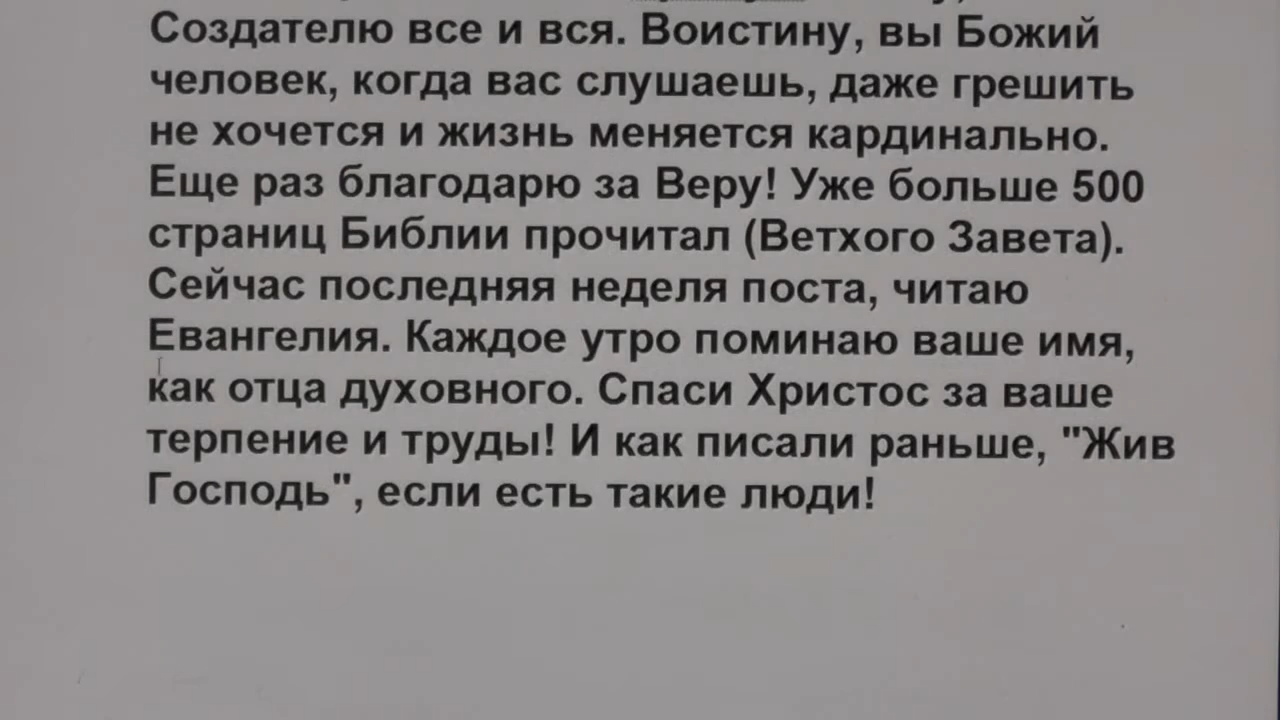 Создателю все и вся. Воистину, вы Божий
человек, когда вас слушаешь, даже грешить
не хочется и жизнь меняется кардинально.
Еще раз благодарю за Веру! Уже больше 500
страниц Библии прочитал (Ветхого Завета).
Сейчас последняя неделя поста, читаю
Евангелия. Каждое утро поминаю ваше имя,
как отца духовного. Спаси Христос за ваше
терпение и труды! И как писали раньше, "Жив
Господь", если есть такие люди!